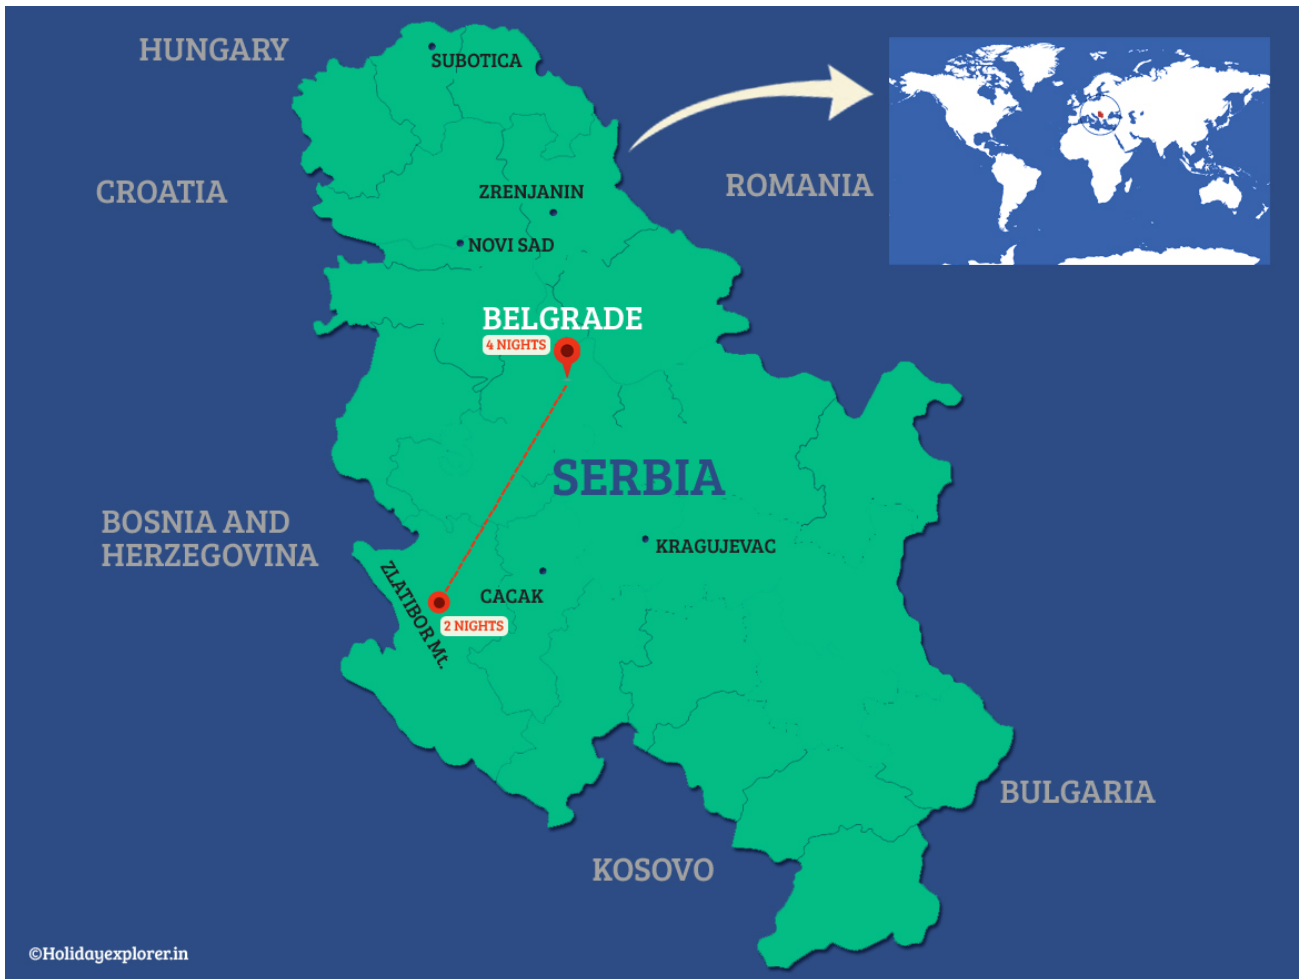 HUNGARY
SUBOTICA
CROATIA
ZRENJANIN
ROMANIA
NOVI SAD
BELGRADE
4 NIGHTS
SERBIA
BOSNIA AND
HERZEGOVINA
KRAGUJEVAC
ZLATIBOR Mt.
CACAK
2 NIGHTS
BULGARIA
KOSOVO
©Holidayexplorer.in